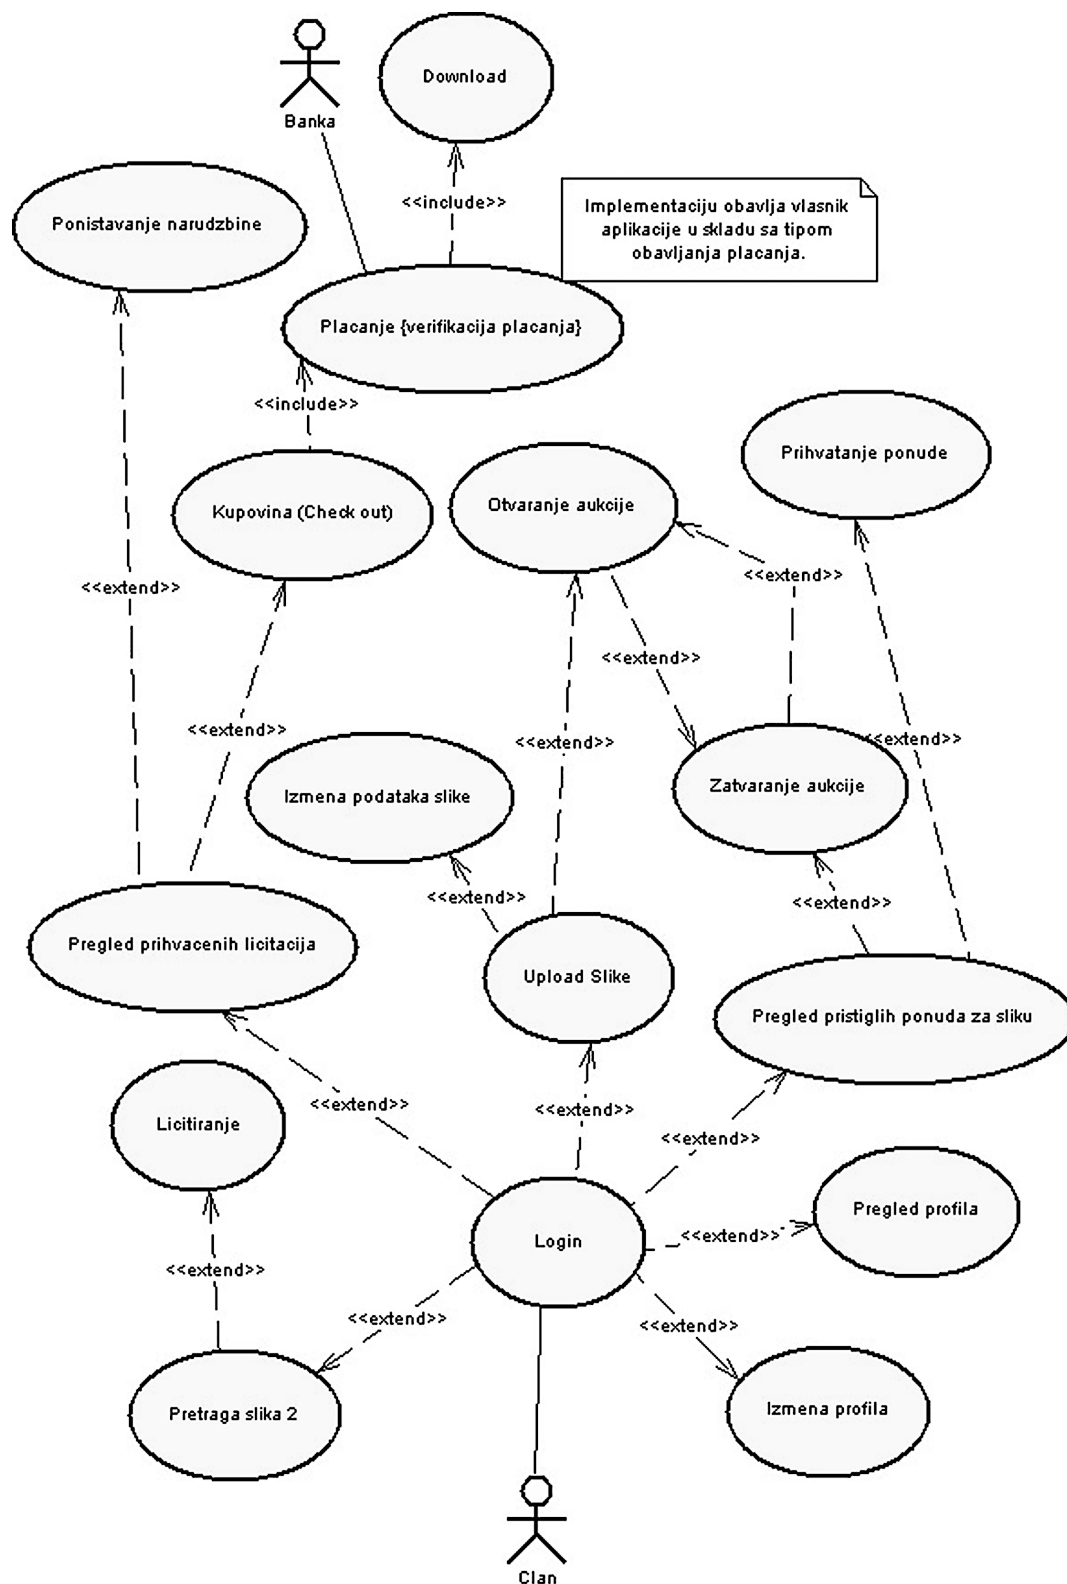 Download
Banka
<<include>>
Ponistavanje narudzbine
Implementaciju obavlja vlasnik
aplikacije u skladu sa tipom
obavljanja placanja.
Placanje {verifikacija placanja}
<<include>>
Prihvatanje ponude
Kupovina (Check out)
Otvaranje aukcije
<<extend>>
<<extend>>
<<extend>>
<<extend>>
<<extend>>
<<extend>>
Izmena podataka slike
Zatvaranje aukcije
<<extend>>
<<extend>>
Pregled prihvacenih licitacija
Upload Slike
Pregled pristiglih ponuda za sliku
<<extend>>
<<extend>>
Licitiranje
<<extend>>
Pregled profila
Login
<<extend>>
<<extend>>
<<extend>>
<<extend>>
Pretraga slika 2
Izmena profila
Clan